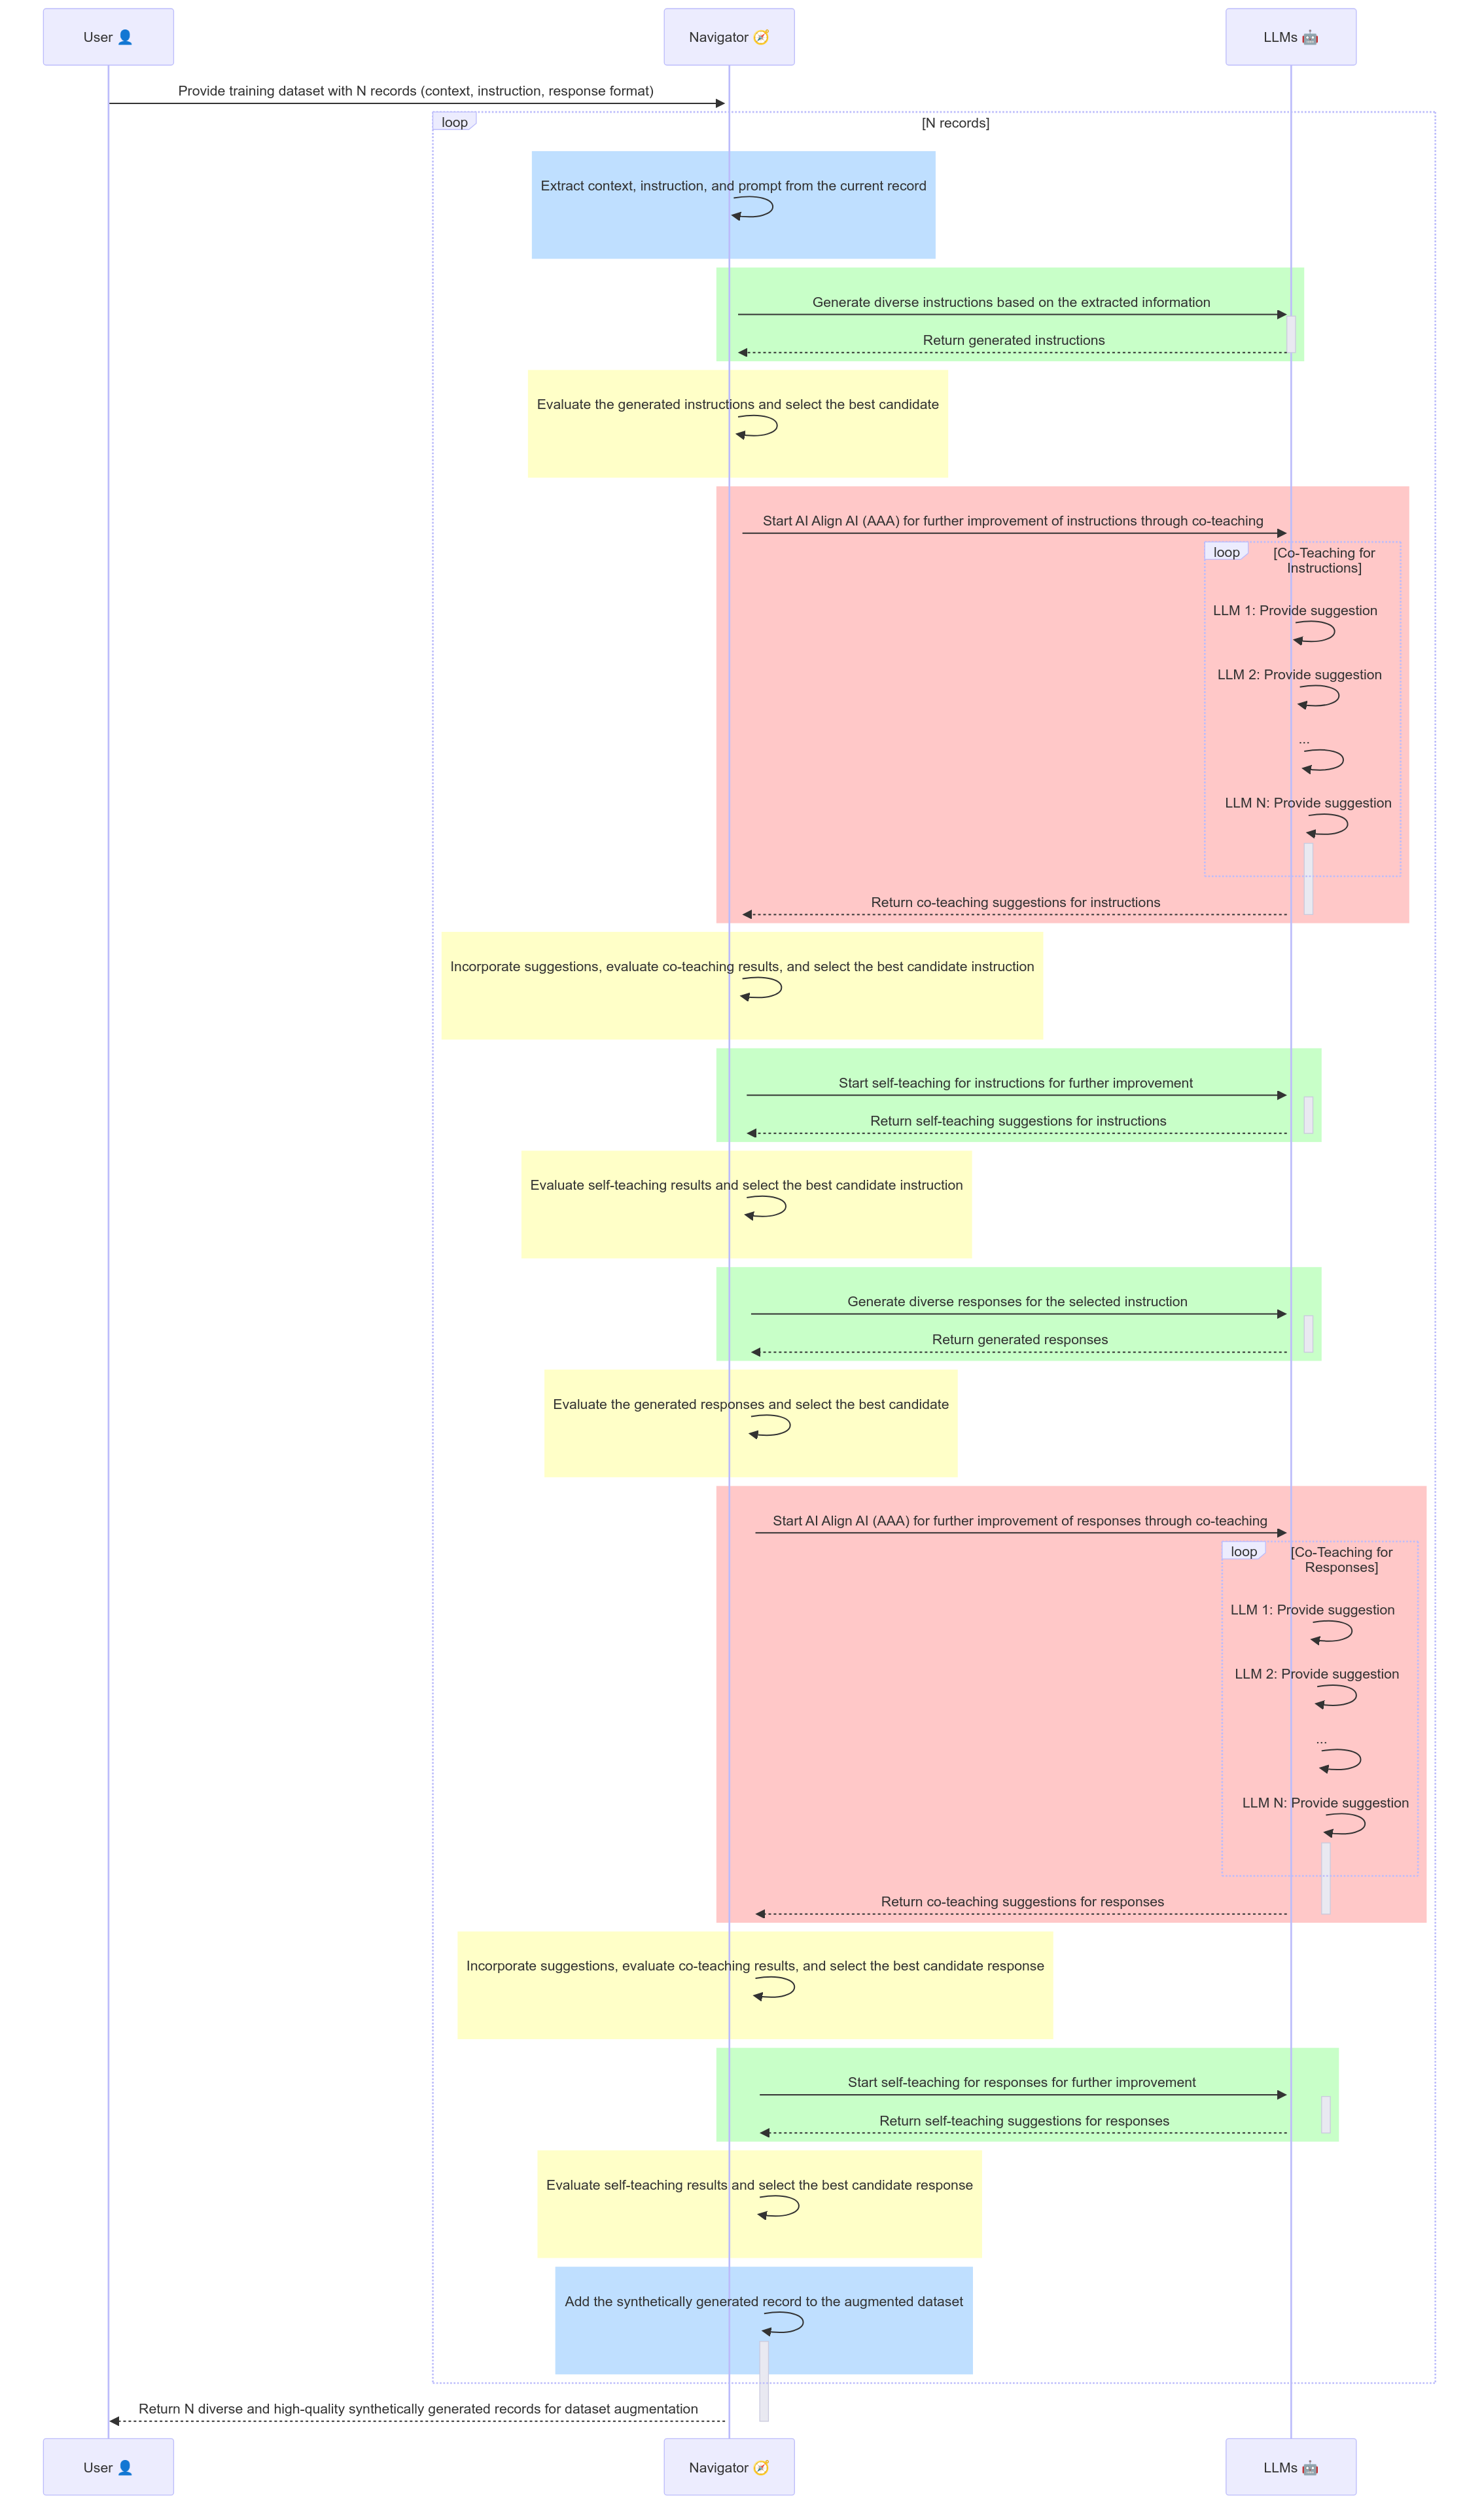 User 👤
Navigator 🧭
LLMs 🤖
Provide training dataset with N records (context, instruction, response format)
loop
[N records]
Extract context, instruction, and prompt from the current record
Generate diverse instructions based on the extracted information
Return generated instructions
Evaluate the generated instructions and select the best candidate
Start AI Align AI (AAA) for further improvement of instructions through co-teaching
loop
[Co-Teaching for
Instructions]
LLM 1: Provide suggestion
LLM 2: Provide suggestion
...
LLM N: Provide suggestion
Return co-teaching suggestions for instructions
Incorporate suggestions, evaluate co-teaching results, and select the best candidate instruction
Start self-teaching for instructions for further improvement
Return self-teaching suggestions for instructions
Evaluate self-teaching results and select the best candidate instruction
Generate diverse responses for the selected instruction
Return generated responses
Evaluate the generated responses and select the best candidate
Start AI Align AI (AAA) for further improvement of responses through co-teaching
loop
[Co-Teaching for
Responses]
LLM 1: Provide suggestion
LLM 2: Provide suggestion
...
LLM N: Provide suggestion
Return co-teaching suggestions for responses
Incorporate suggestions, evaluate co-teaching results, and select the best candidate response
Start self-teaching for responses for further improvement
Return self-teaching suggestions for responses
Evaluate self-teaching results and select the best candidate response
Add the synthetically generated record to the augmented dataset
Return N diverse and high-quality synthetically generated records for dataset augmentation
User 👤
Navigator 🧭
LLMs 🤖